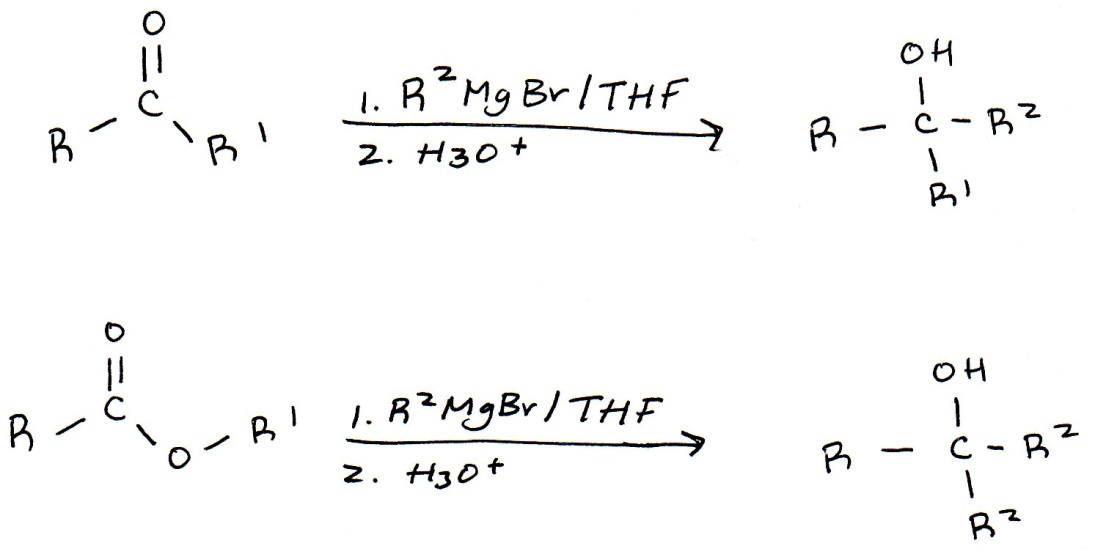 O
||
C
R R¹
1. R²MgBr/THF
2. H3O+
OH
R - C - R²
R¹
O
||
C
R O - R¹
1. R²MgBr/THF
2. H3O+
OH
R - C - R²
R²